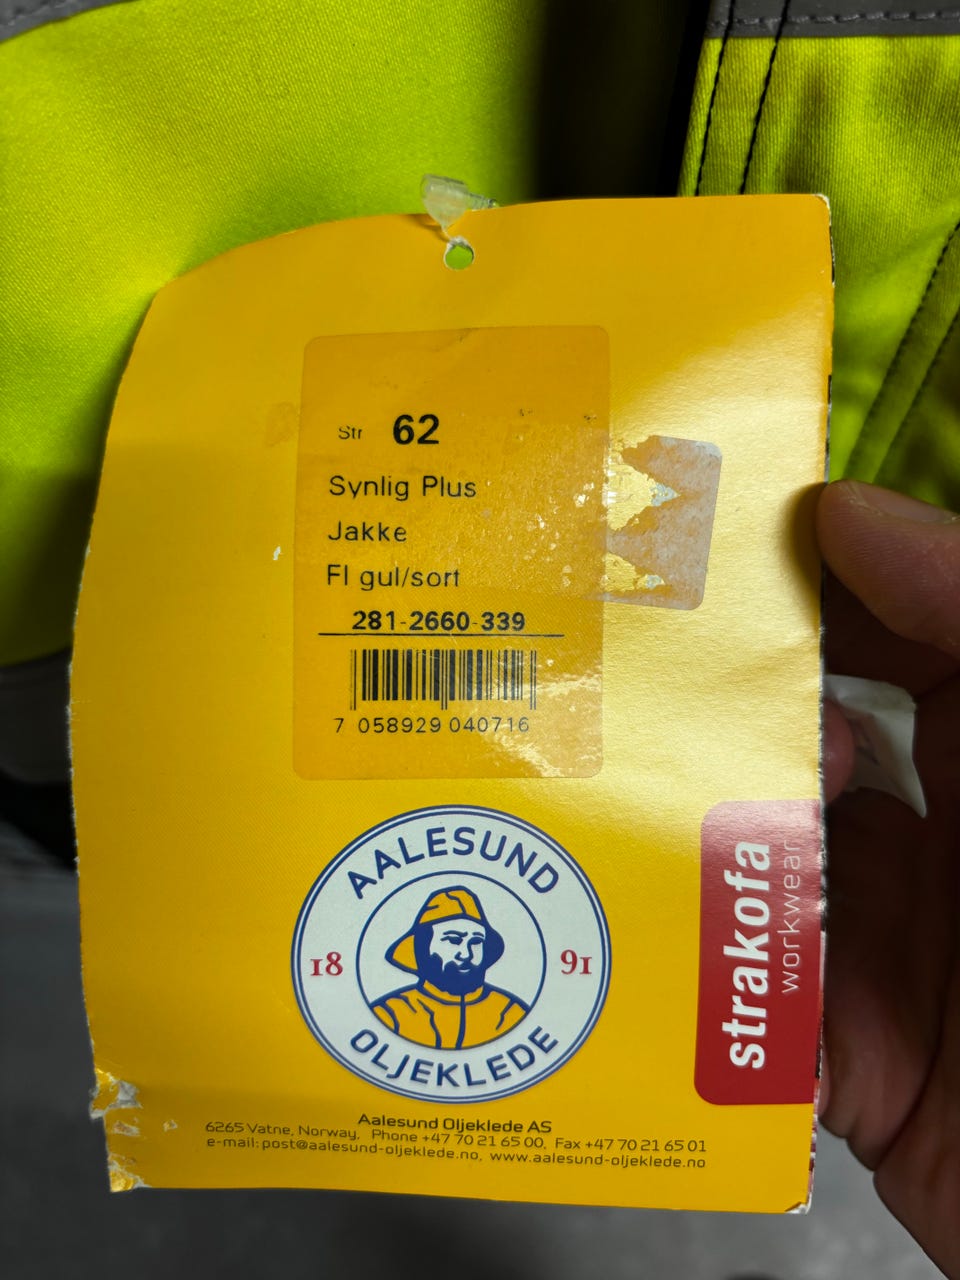 Str 62
Synlig Plus
Jakke
Fl gul/sort
281-2660-339
7 058929 040716
AALESUND
18 91
OLJEKLEDE
strakofa
workwear
Aalesund Oljeklede AS
6265 Vatne, Norway, Phone +47 70 21 65 00, Fax +47 70 21 65 01
e-mail: post@aalesund-oljeklede.no, www.aalesund-oljeklede.no